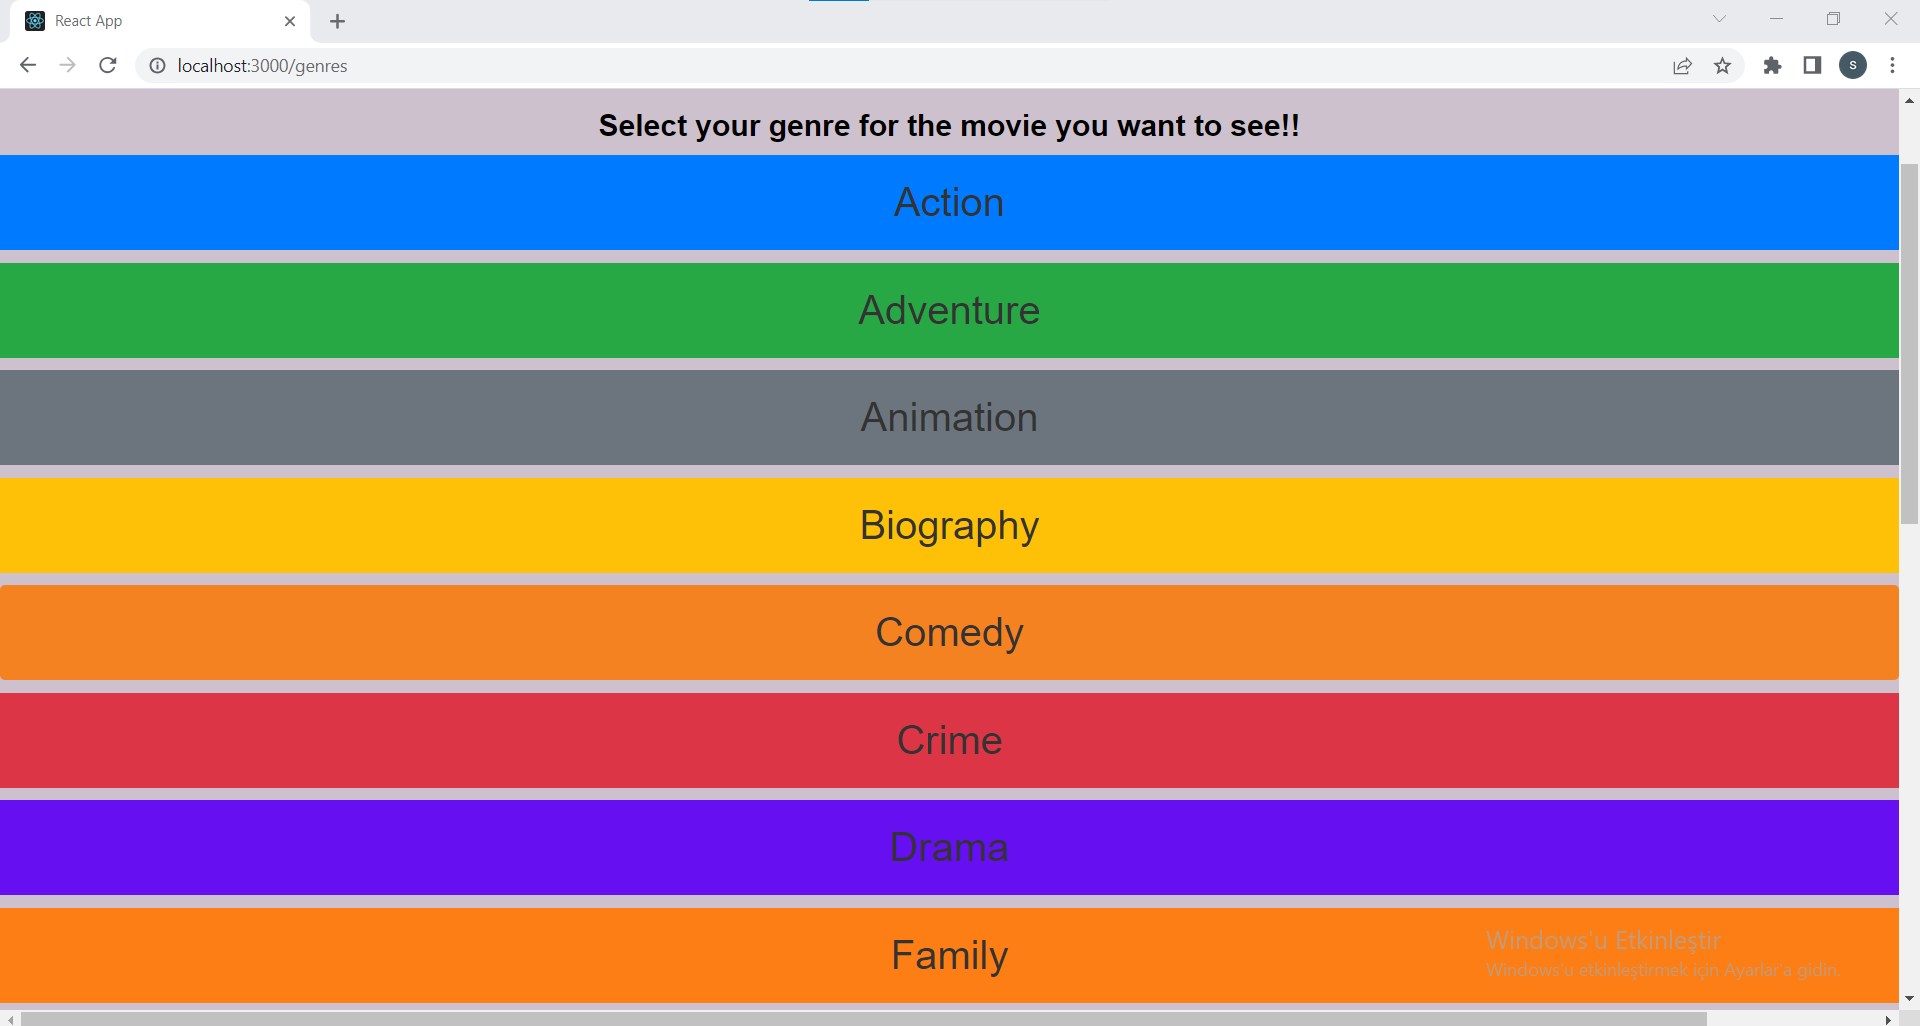 React App
localhost:3000/genres
S
Select your genre for the movie you want to see!!
Action
Adventure
Animation
Biography
Comedy
Crime
Drama
Family
Windows'u Etkinleştir
Windows'u etkinleştirmek için Ayarlar'a gidin.